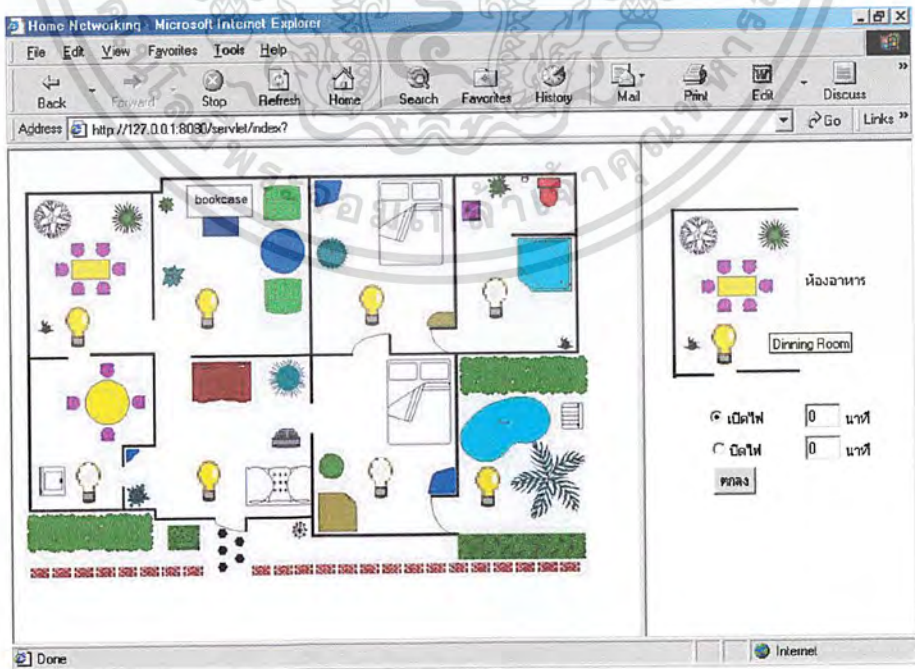 Home Networking - Microsoft Internet Explorer
File Edit View Favorites Tools Help
Back Forward Stop Refresh Home Search Favorites History Mail Print Edit Discuss
Address http://127.0.0.1:8080/servlet/index? Go Links
bookcase
ห้องอาหาร
Dinning Room
เปิดไฟ 0 นาที
ปิดไฟ 0 นาที
ตกลง
Done Internet